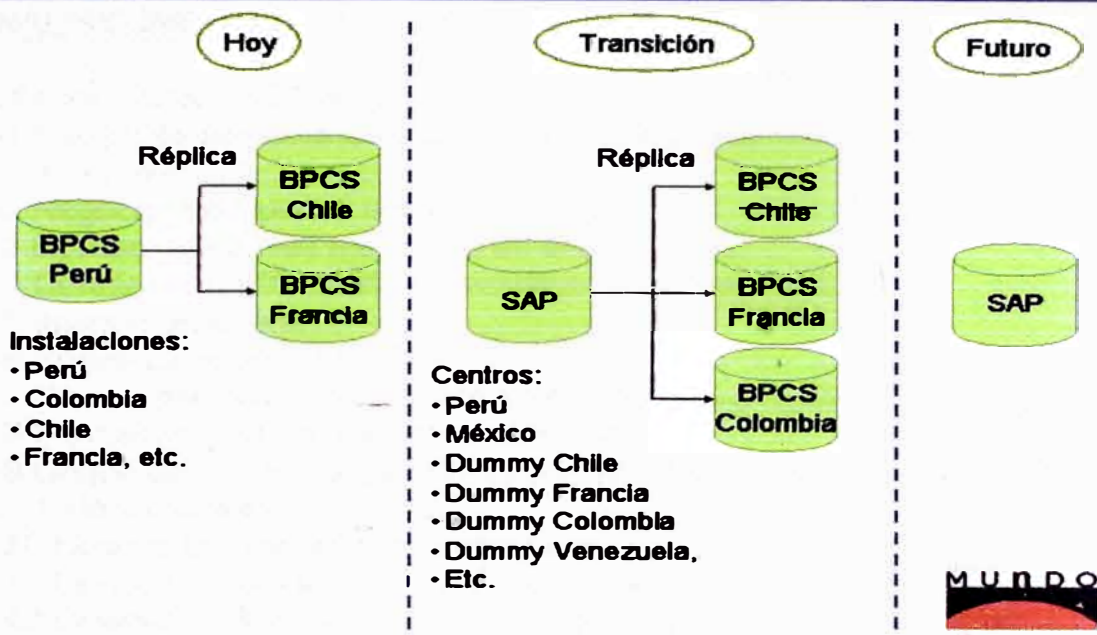 Hoy
Réplica
BPCS
Perú
BPCS
Chile
BPCS
Francia
Instalaciones:
• Perú
• Colombia
• Chile
• Francia, etc.
Transición
Réplica
SAP
BPCS
Chile
BPCS
Francia
BPCS
Colombia
Centros:
• Perú
• México
• Dummy Chile
• Dummy Francia
• Dummy Colombia
• Dummy Venezuela,
• Etc.
Futuro
SAP
MUNDO